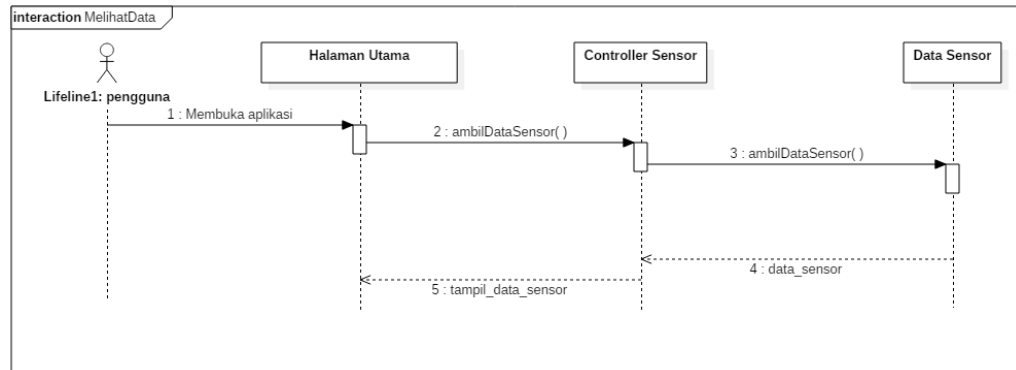 interaction MelihatData
Halaman Utama
Controller Sensor
Data Sensor
Lifeline1: pengguna
1 : Membuka aplikasi
2 : ambilDataSensor( )
3 : ambilDataSensor( )
4 : data_sensor
5 : tampil_data_sensor